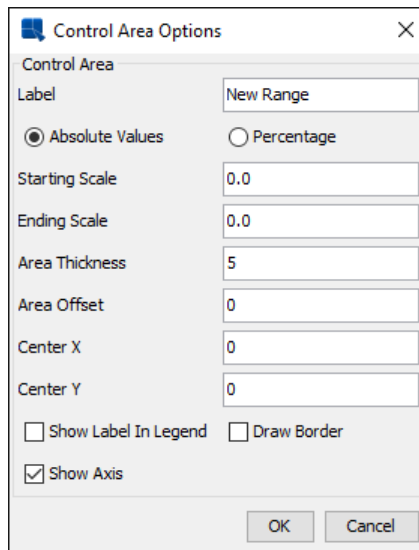 Control Area Options
Control Area
Label New Range
Absolute Values Percentage
Starting Scale 0.0
Ending Scale 0.0
Area Thickness 5
Area Offset 0
Center X 0
Center Y 0
Show Label In Legend Draw Border
Show Axis
OK Cancel